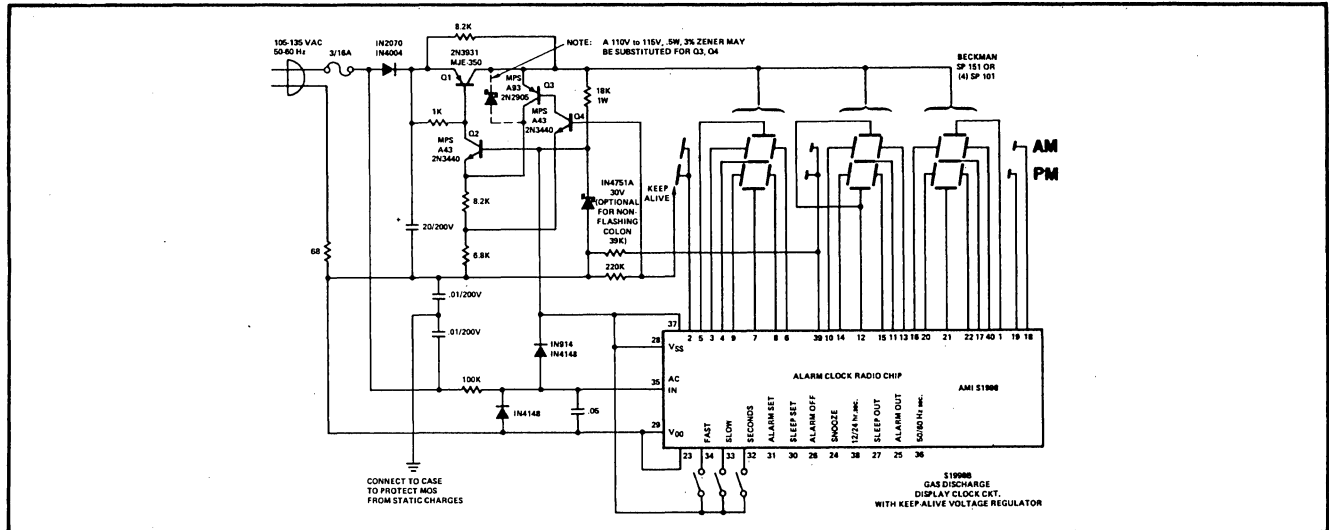 8.2K
105-135 VAC
50-60 Hz
3/16A
IN2070
IN4004
2N3931
MJE-350
Q1
NOTE: A 110V to 115V, .5W, 3% ZENER MAY
BE SUBSTITUTED FOR Q3, Q4
BECKMAN
SP 151 OR
(4) SP 101
MPS
A93
2N2905
Q3
18K
1W
1K
Q2
MPS
A43
2N3440
MPS
A43
2N3440
Q4
AM
PM
8.2K
IN4751A
30V
(OPTIONAL
FOR NON-
FLASHING
COLON
39K)
KEEP
ALIVE
+
20/200V
68
6.8K
220K
.01/200V
.01/200V
37 2 5 3 4 9 7 8 6 39 10 14 12 15 11 13 16 20 21 22 17 40 1 19 18
28 VSS
IN914
IN4148
ALARM CLOCK RADIO CHIP
AMI S1998
100K
35 AC
IN
IN4148
.05
29 VDD
FAST
SLOW
SECONDS
ALARM SET
SLEEP SET
ALARM OFF
SNOOZE
12/24 hr. sec.
SLEEP OUT
ALARM OUT
50/60 Hz sec.
23 34 33 32 31 30 26 24 38 27 25 36
CONNECT TO CASE
TO PROTECT MOS
FROM STATIC CHARGES
S1998B
GAS DISCHARGE
DISPLAY CLOCK CKT.
WITH KEEP-ALIVE VOLTAGE REGULATOR